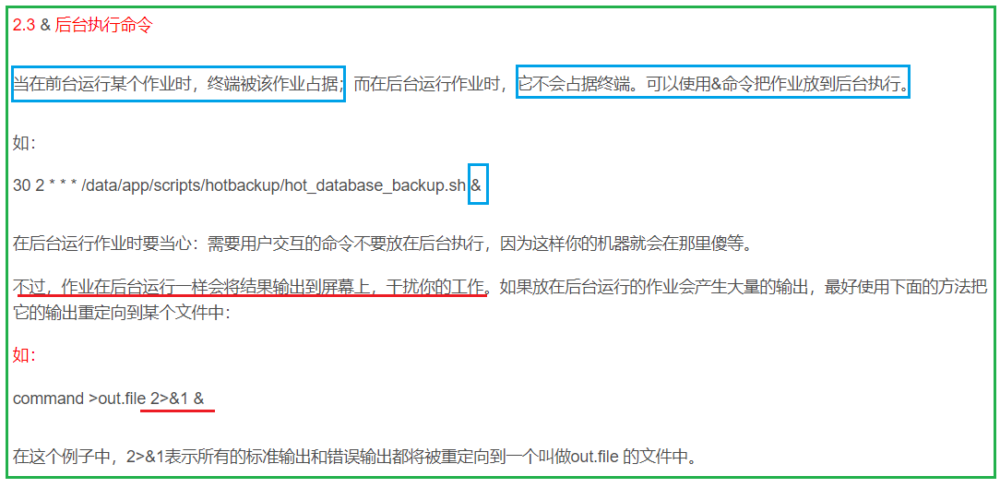 2.3 & 后台执行命令
当在前台运行某个作业时，终端被该作业占据；而在后台运行作业时，它不会占据终端。可以使用&命令把作业放到后台执行。
如：
30 2 * * * /data/app/scripts/hotbackup/hot_database_backup.sh &
在后台运行作业时要当心：需要用户交互的命令不要放在后台执行，因为这样你的机器就会在那里傻等。
不过，作业在后台运行一样会将结果输出到屏幕上，干扰你的工作。如果放在后台运行的作业会产生大量的输出，最好使用下面的方法把
它的输出重定向到某个文件中：
如：
command >out.file 2>&1 &
在这个例子中，2>&1表示所有的标准输出和错误输出都将被重定向到一个叫做out.file 的文件中。